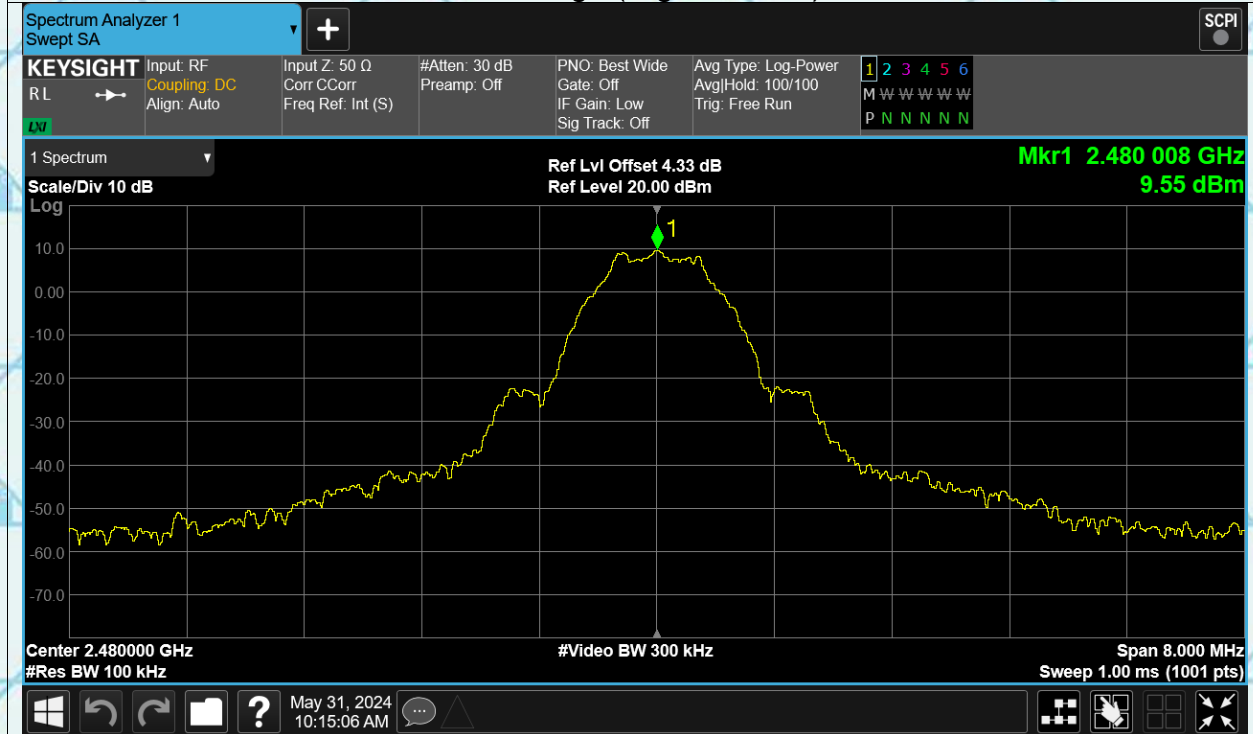 Spectrum Analyzer 1
Swept SA
+
SCPI
KEYSIGHT
RL
LXI
Input: RF
Coupling: DC
Align: Auto
Input Z: 50 Ω
Corr CCorr
Freq Ref: Int (S)
#Atten: 30 dB
Preamp: Off
PNO: Best Wide
Gate: Off
IF Gain: Low
Sig Track: Off
Avg Type: Log-Power
Avg|Hold: 100/100
Trig: Free Run
1 2 3 4 5 6
M W W W W W
P N N N N N
1 Spectrum
Scale/Div 10 dB
Log
Ref Lvl Offset 4.33 dB
Ref Level 20.00 dBm
Mkr1 2.480 008 GHz
9.55 dBm
1
10.0
0.00
-10.0
-20.0
-30.0
-40.0
-50.0
-60.0
-70.0
Center 2.480000 GHz
#Res BW 100 kHz
#Video BW 300 kHz
Span 8.000 MHz
Sweep 1.00 ms (1001 pts)
?
May 31, 2024
10:15:06 AM